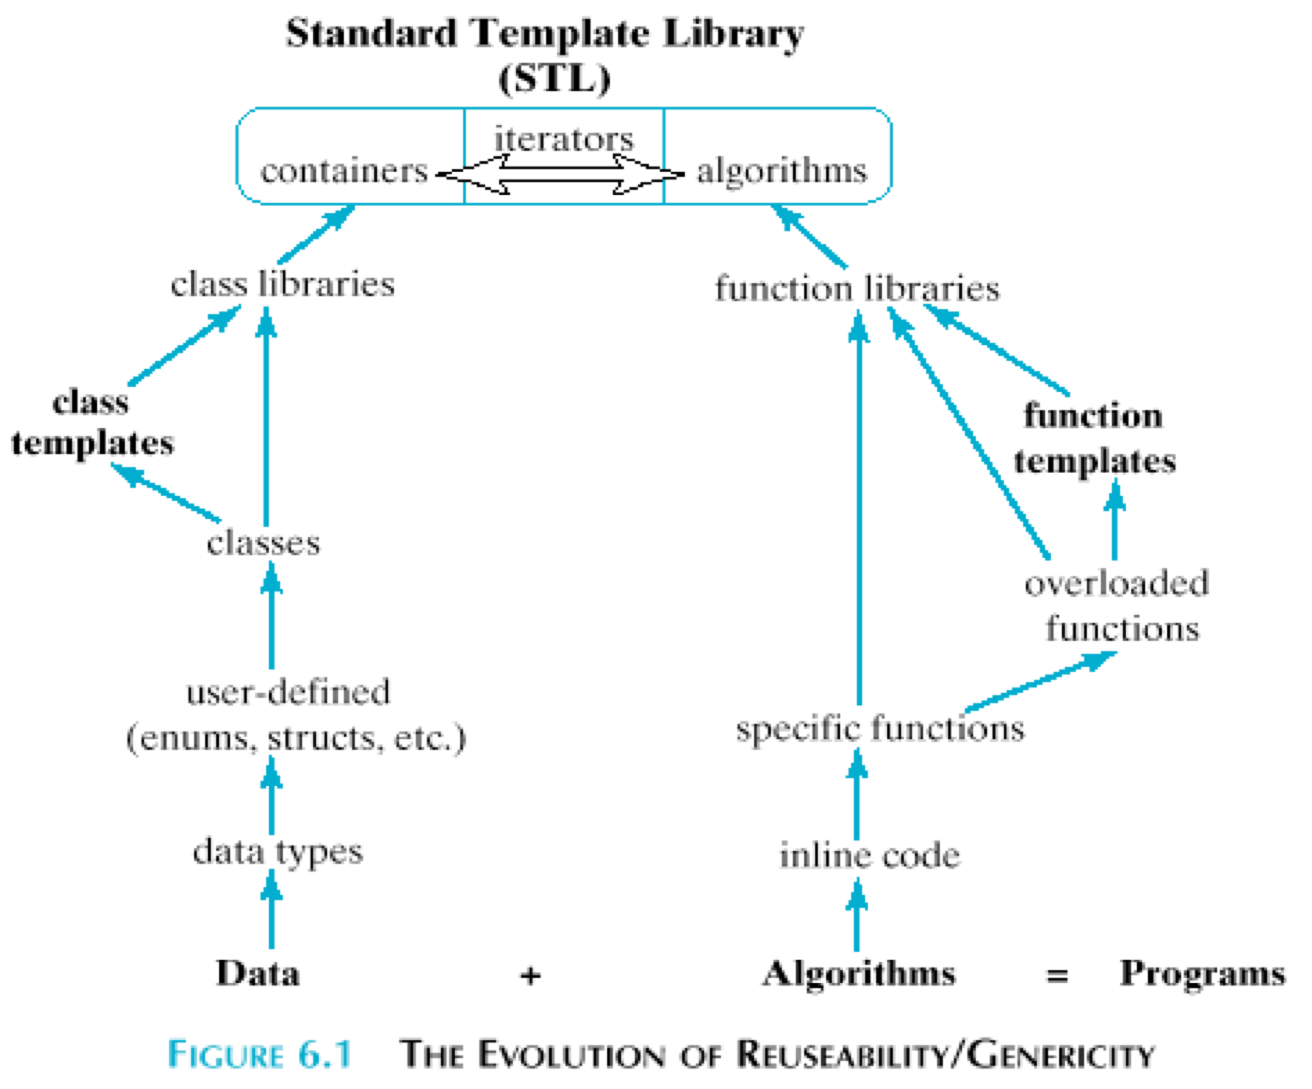 Standard Template Library
(STL)
iterators
containers
algorithms
class libraries
function libraries
class
templates
function
templates
classes
overloaded
functions
user-defined
(enums, structs, etc.)
specific functions
data types
inline code
Data + Algorithms = Programs
FIGURE 6.1 THE EVOLUTION OF REUSEABILITY/GENERICITY